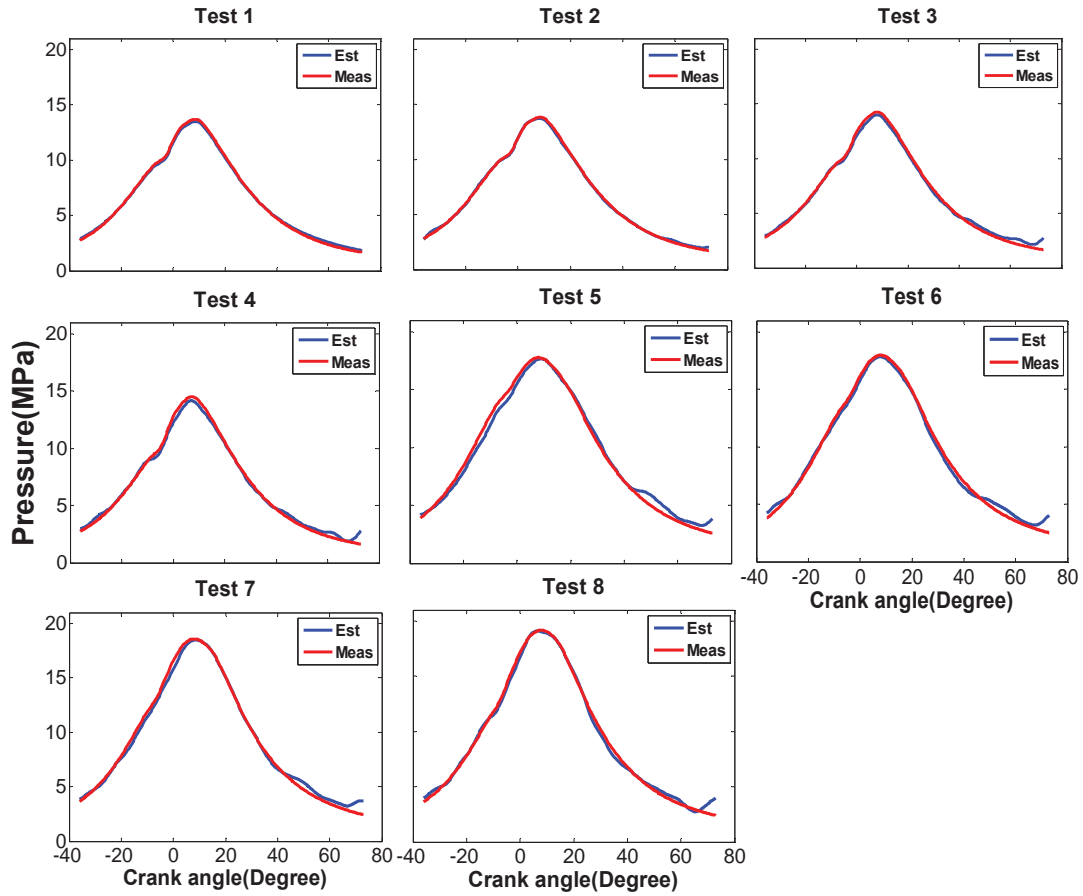 Test 1
Test 2
Test 3
20
15
10
5
0
Est
Meas
Est
Meas
Est
Meas
Test 4
Test 5
Test 6
Pressure(MPa)
20
15
10
5
0
Est
Meas
Est
Meas
Est
Meas
-40 -20 0 20 40 60 80
Crank angle(Degree)
Test 7
Test 8
20
15
10
5
0
Est
Meas
Est
Meas
-40 -20 0 20 40 60 80
Crank angle(Degree)
-40 -20 0 20 40 60 80
Crank angle(Degree)